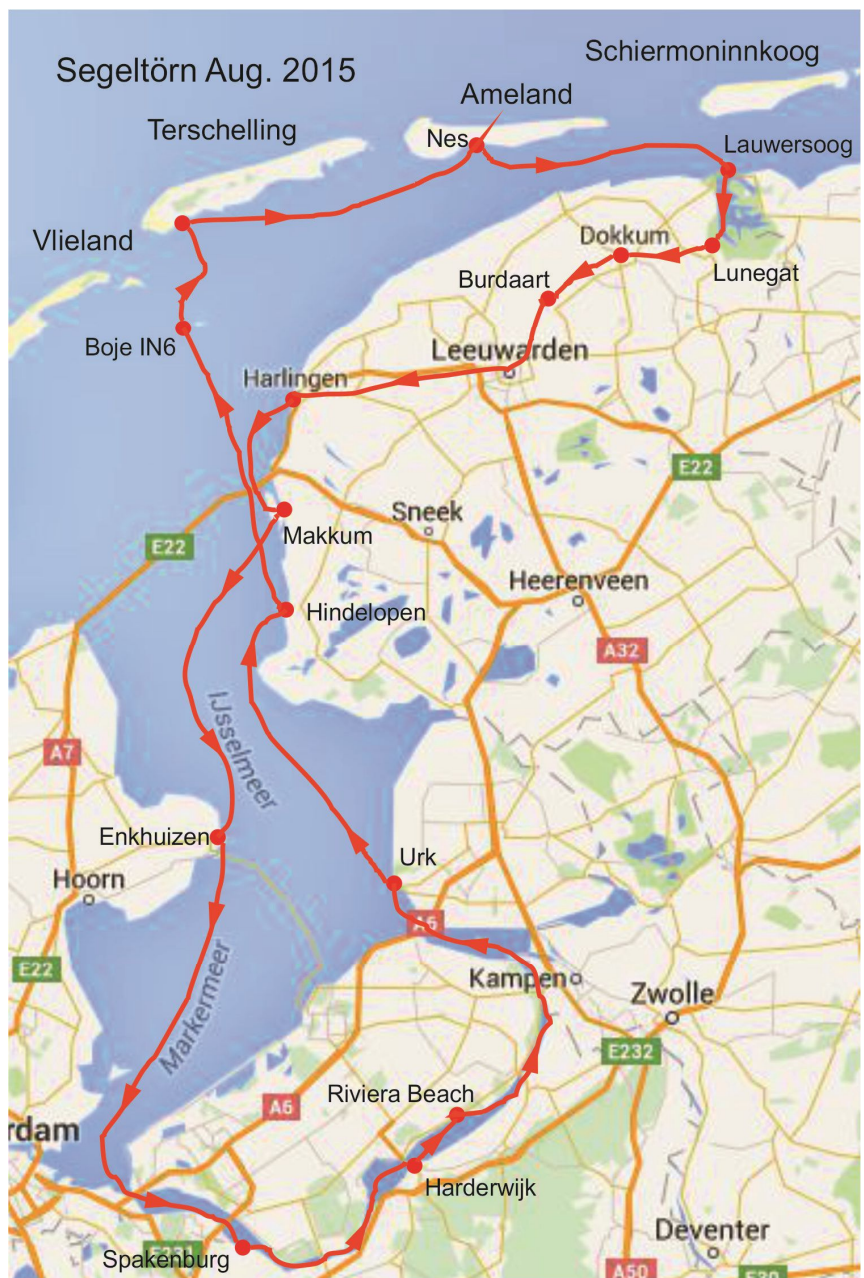 Segeltörn Aug. 2015
Schiermoninnkoog
Ameland
Terschelling
Nes
Lauwersoog
Vlieland
Dokkum
Lunegat
Burdaart
Boje IN6
Leeuwarden
Harlingen
E22
Sneek
Makkum
E22
Heerenveen
Hindelopen
A32
IJsselmeer
A7
Enkhuizen
Urk
Hoorn
A6
E22
Kampen
Markermeer
Zwolle
E232
Riviera Beach
A6
rdam
Harderwijk
Deventer
Spakenburg
A50